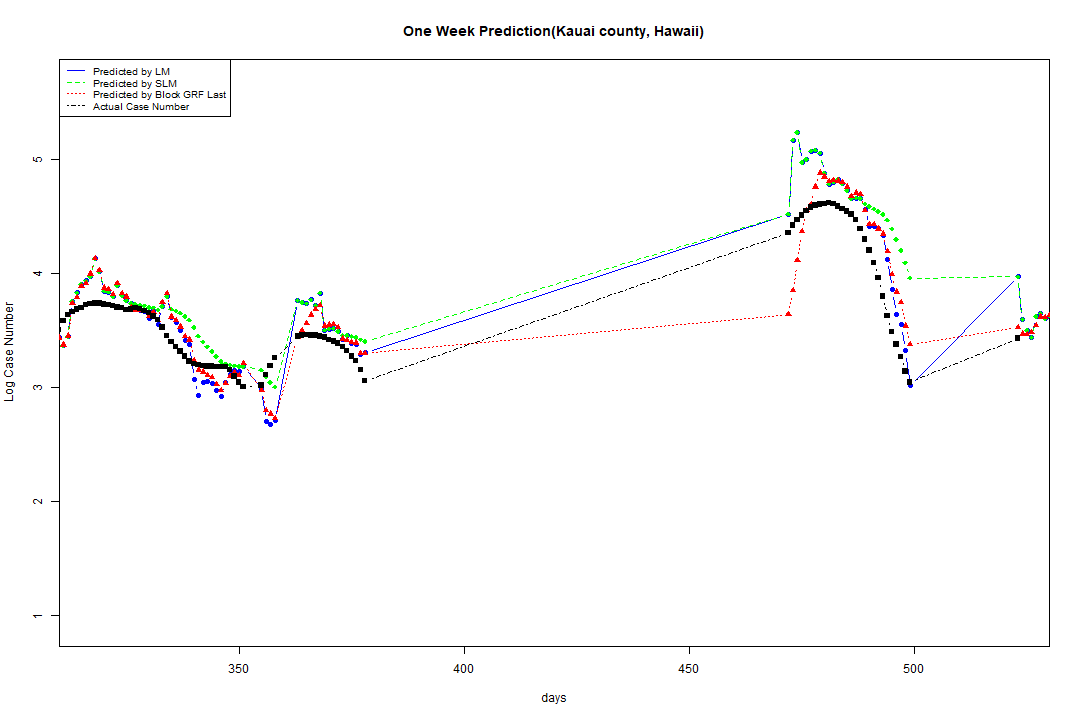 One Week Prediction(Kauai county, Hawaii)
Predicted by LM
Predicted by SLM
Predicted by Block GRF Last
Actual Case Number
Log Case Number
5
4
3
2
1
350
400
450
500
days